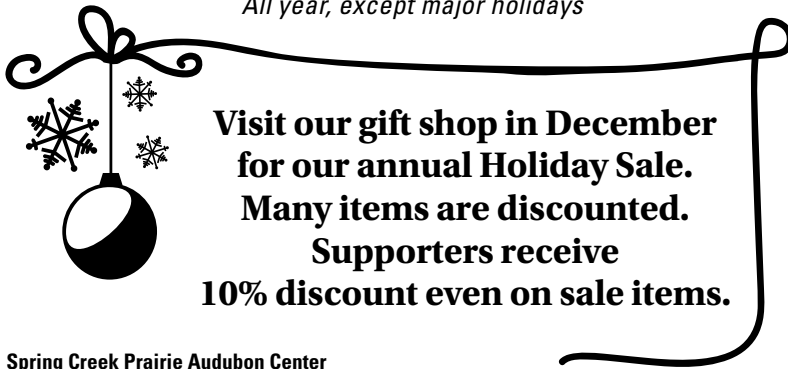 All year, except major holidays
Visit our gift shop in December
for our annual Holiday Sale.
Many items are discounted.
Supporters receive
10% discount even on sale items.
Spring Creek Prairie Audubon Center